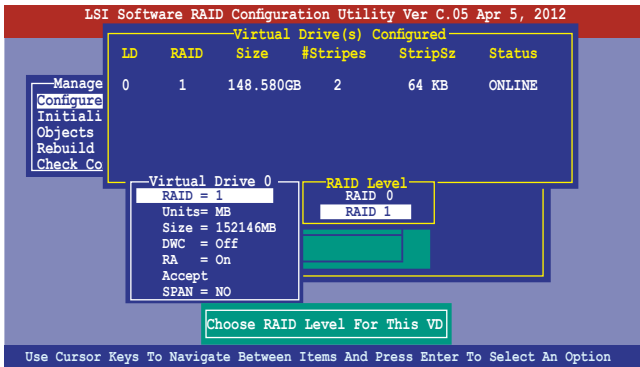 LSI Software RAID Configuration Utility Ver C.05 Apr 5, 2012
Virtual Drive(s) Configured
LD RAID Size #Stripes StripSz Status
0 1 148.580GB 2 64 KB ONLINE
Manage
Configure
Initiali
Objects
Rebuild
Check Co
Virtual Drive 0
RAID = 1
Units= MB
Size = 152146MB
DWC = Off
RA = On
Accept
SPAN = NO
RAID Level
RAID 0
RAID 1
Choose RAID Level For This VD
Use Cursor Keys To Navigate Between Items And Press Enter To Select An Option